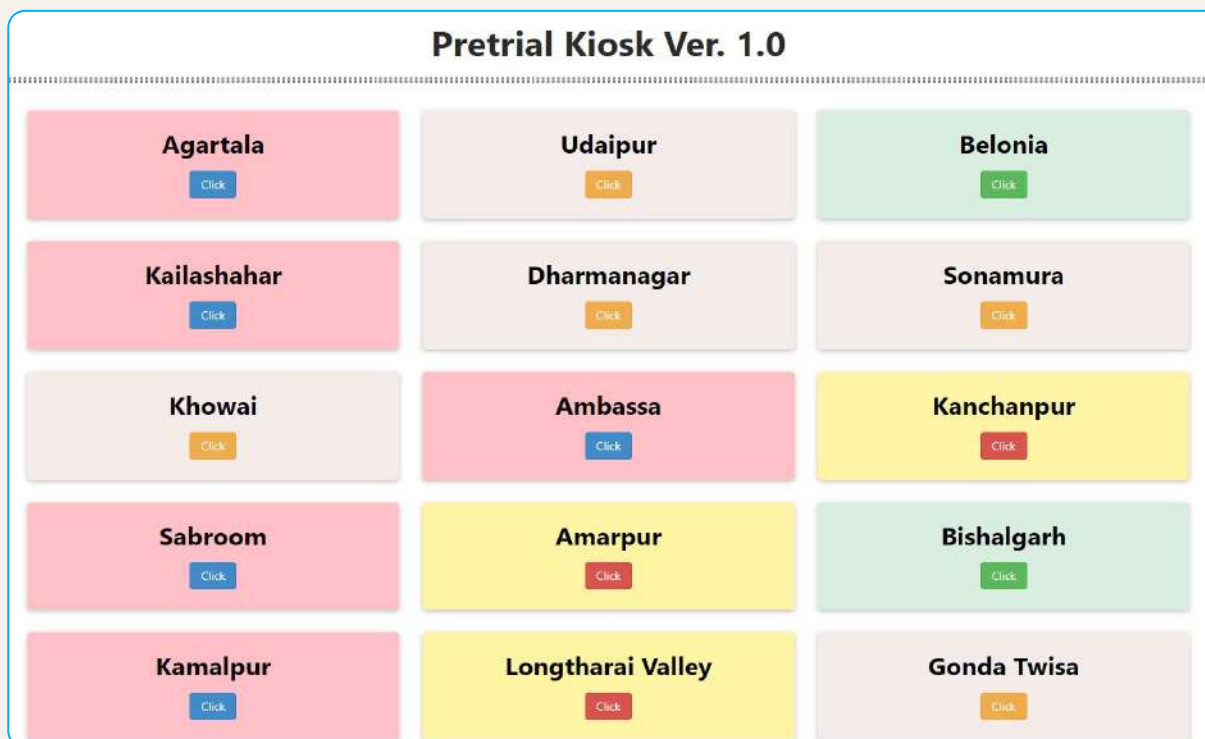 Pretrial Kiosk Ver. 1.0
Agartala
Click
Udaipur
Click
Belonia
Click
Kailashahar
Click
Dharmanagar
Click
Sonamura
Click
Khowai
Click
Ambassa
Click
Kanchanpur
Click
Sabroom
Click
Amarpur
Click
Bishalgarh
Click
Kamalpur
Click
Longtharai Valley
Click
Gonda Twisa
Click